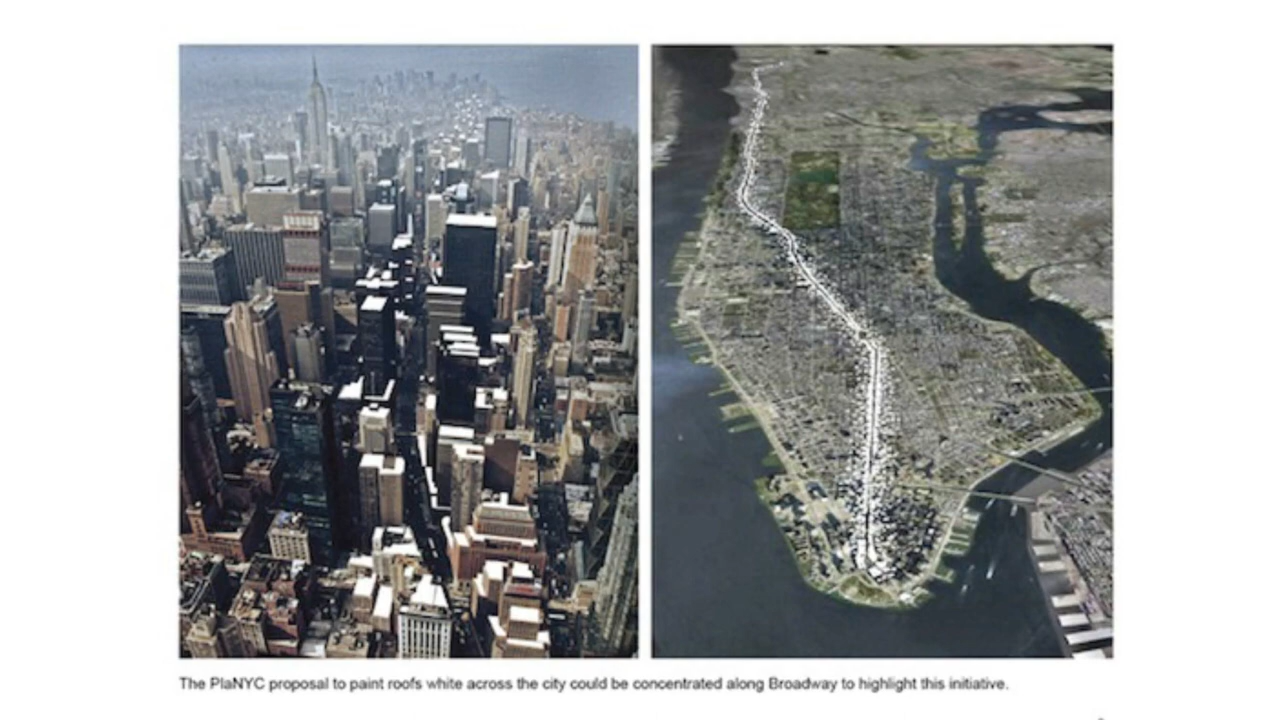 The PlaNYC proposal to paint roofs white across the city could be concentrated along Broadway to highlight this initiative.